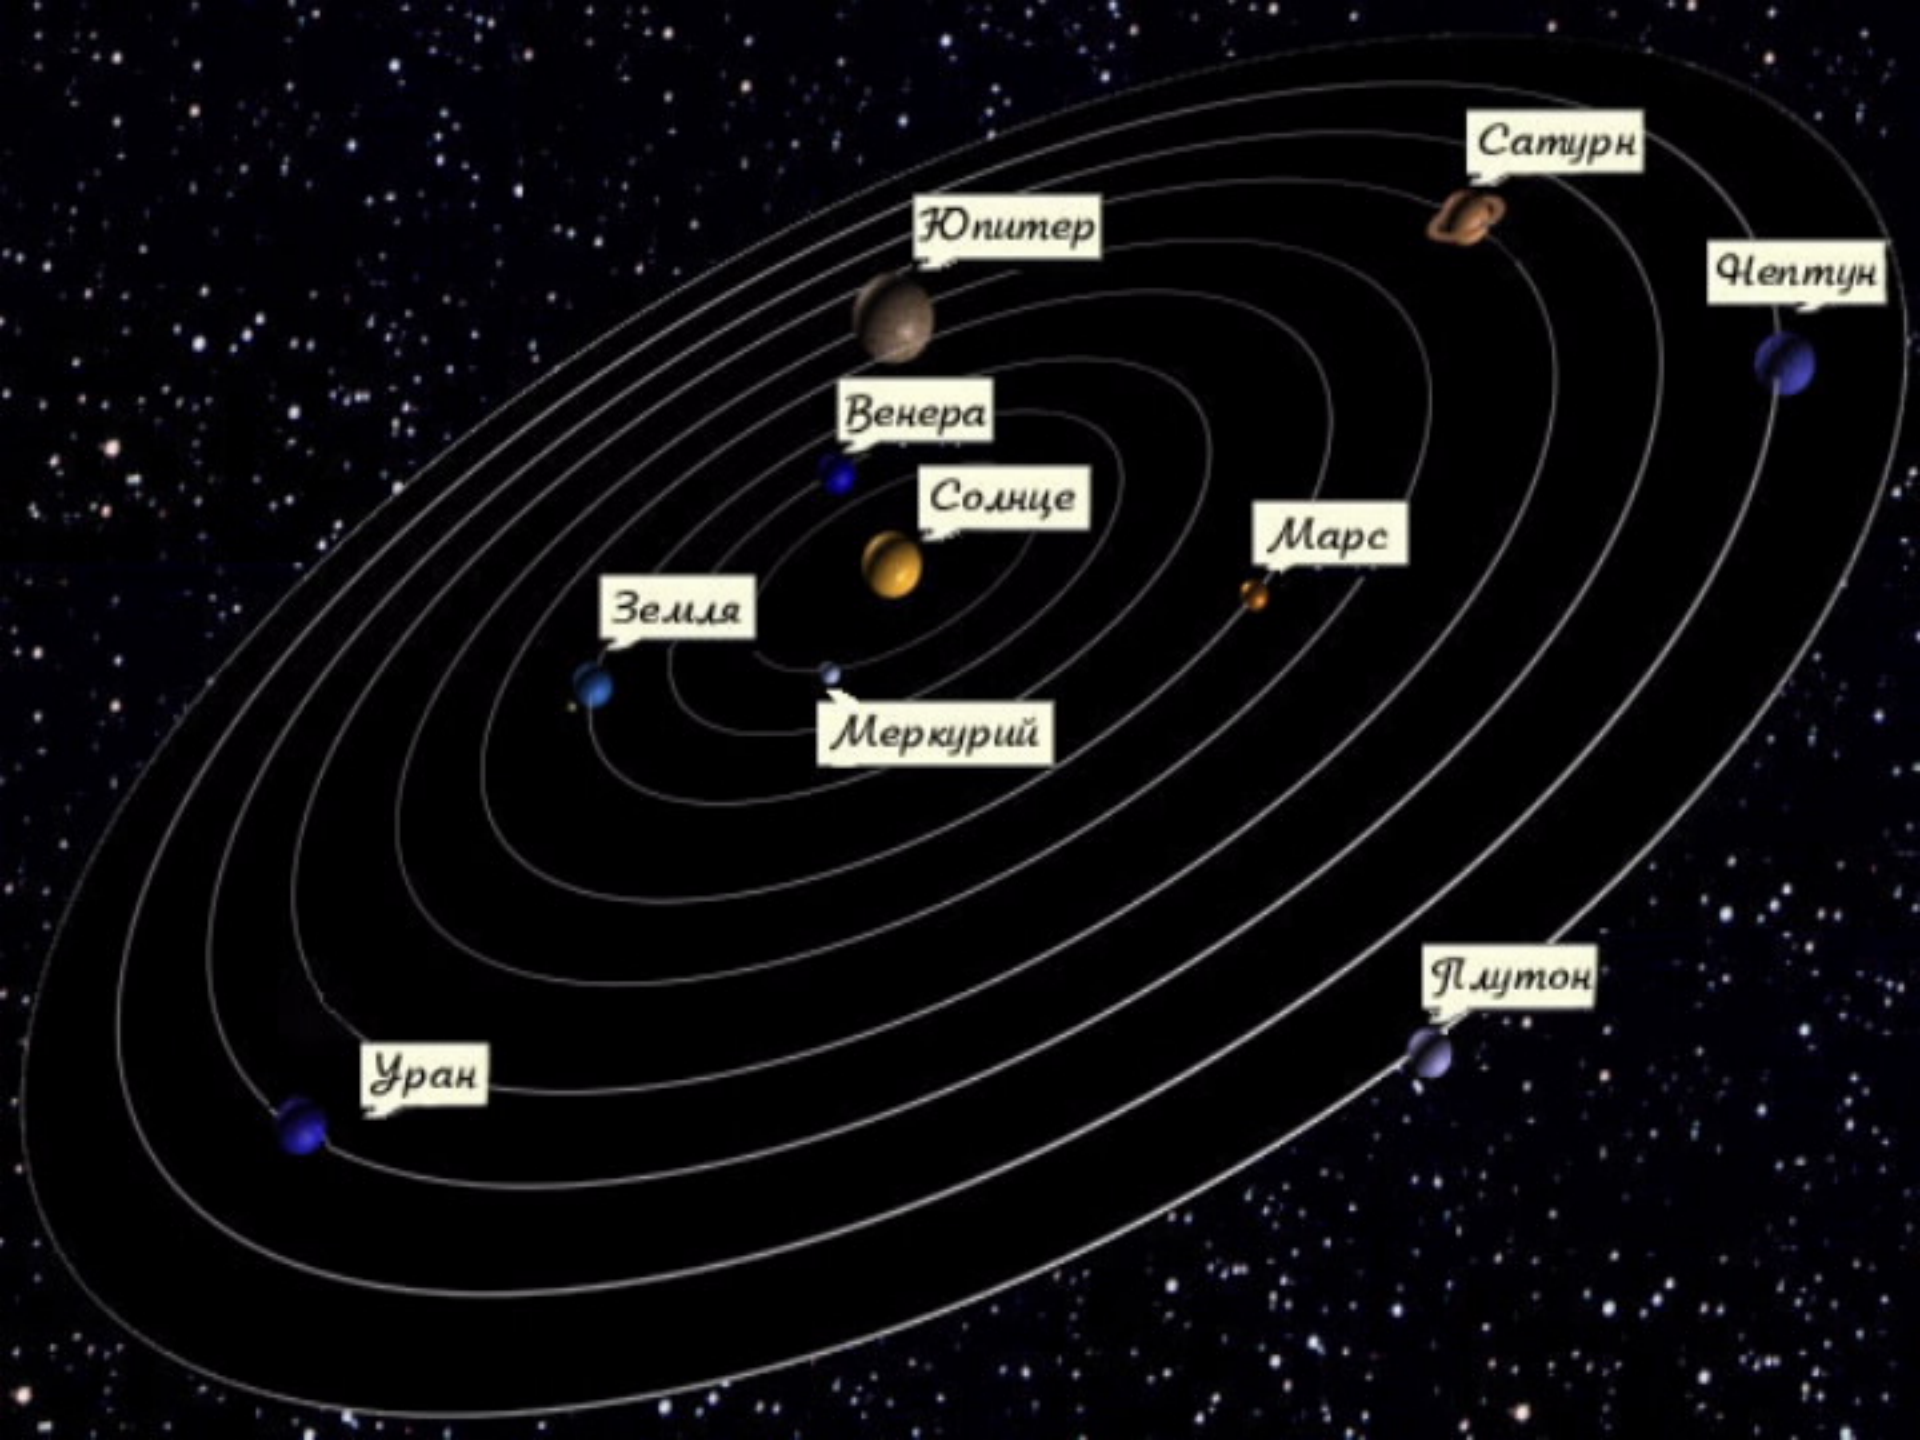 Сатурн
Юпитер
Нептун
Венера
Солнце
Марс
Земля
Меркурий
Плутон
Уран